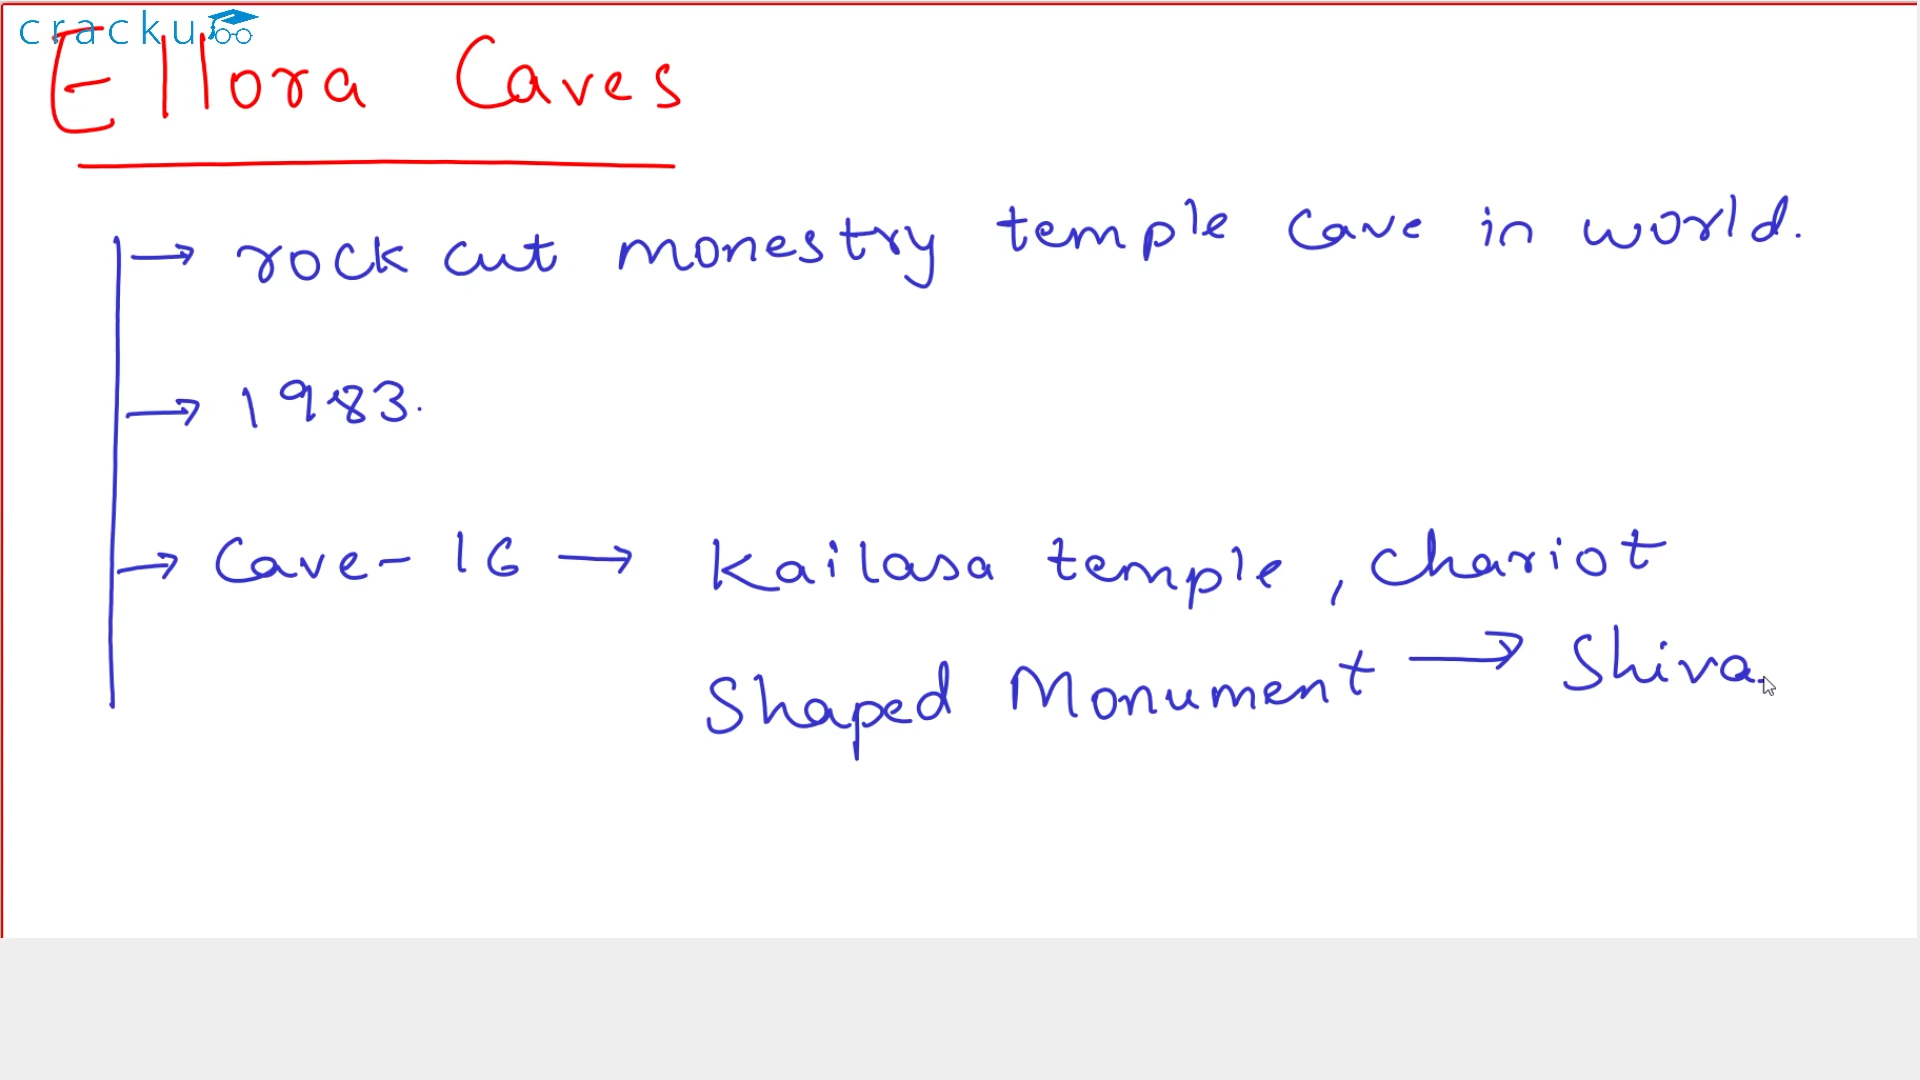 cracku
Ellora Caves
→ rock cut monestry temple cave in world.
→ 1983.
→ Cave-16 → Kailasa temple, chariot
Shaped Monument → Shiva.